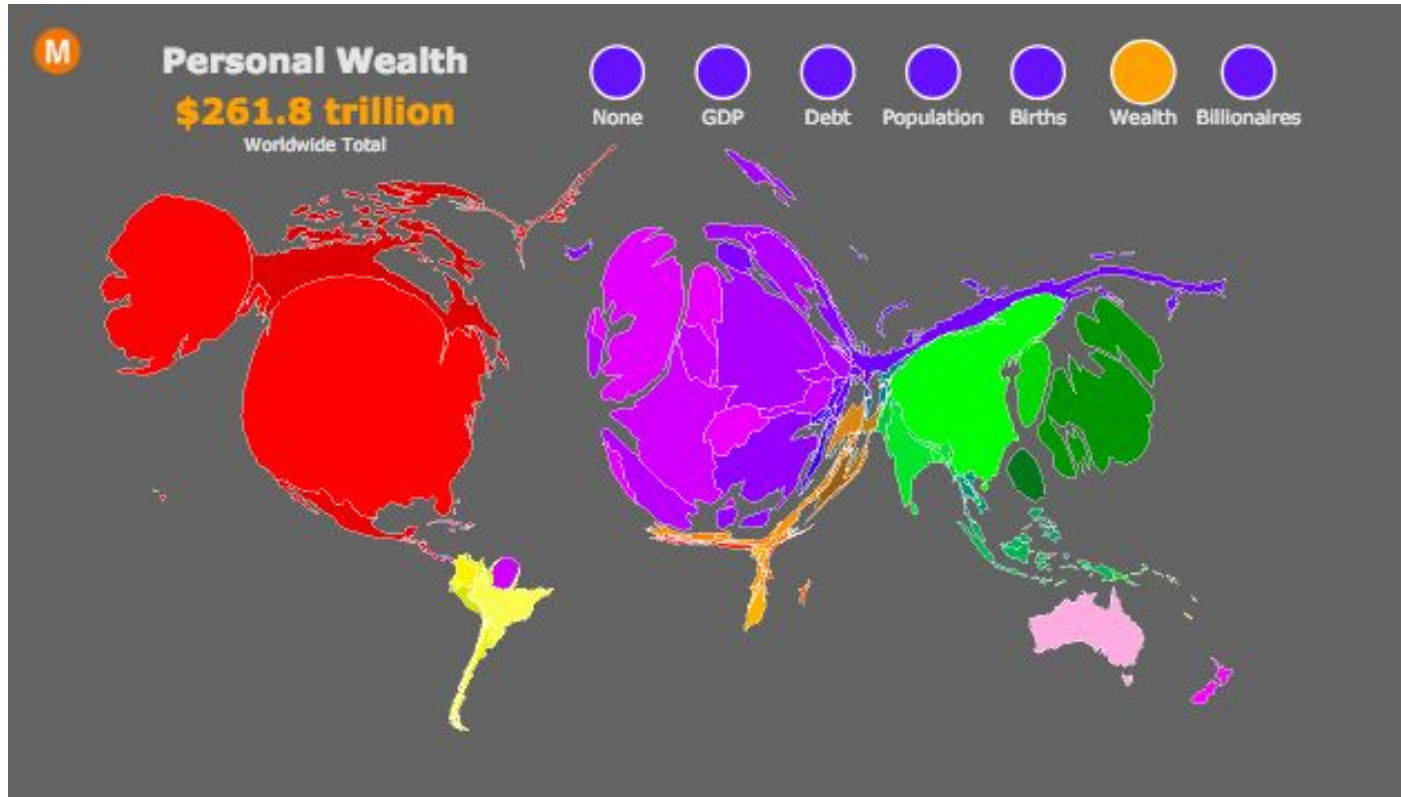 M
Personal Wealth
$261.8 trillion
Worldwide Total
None
GDP
Debt
Population
Births
Wealth
Billionaires